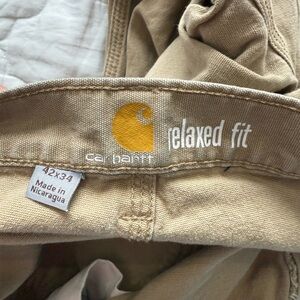 carhartt
relaxed fit
42x34
Made in
Nicaragua